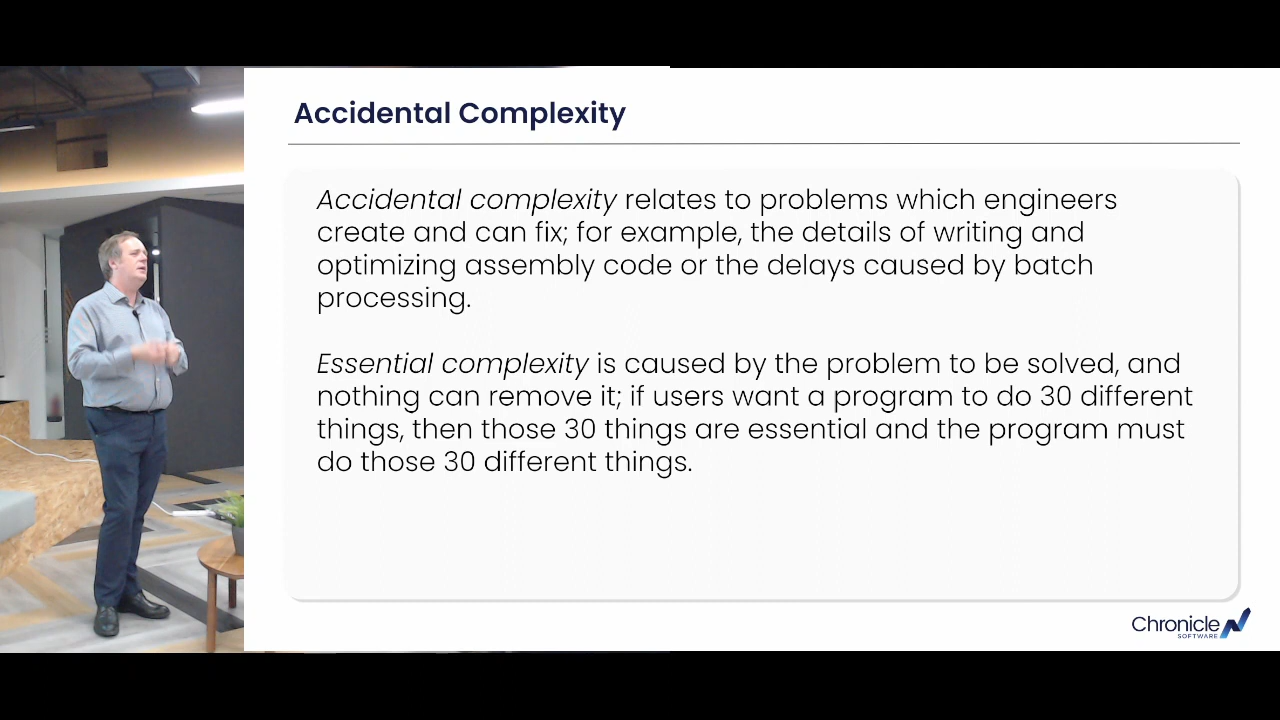 Accidental Complexity
Accidental complexity relates to problems which engineers
create and can fix; for example, the details of writing and
optimizing assembly code or the delays caused by batch
processing.
Essential complexity is caused by the problem to be solved, and
nothing can remove it; if users want a program to do 30 different
things, then those 30 things are essential and the program must
do those 30 different things.
Chronicle
SOFTWARE